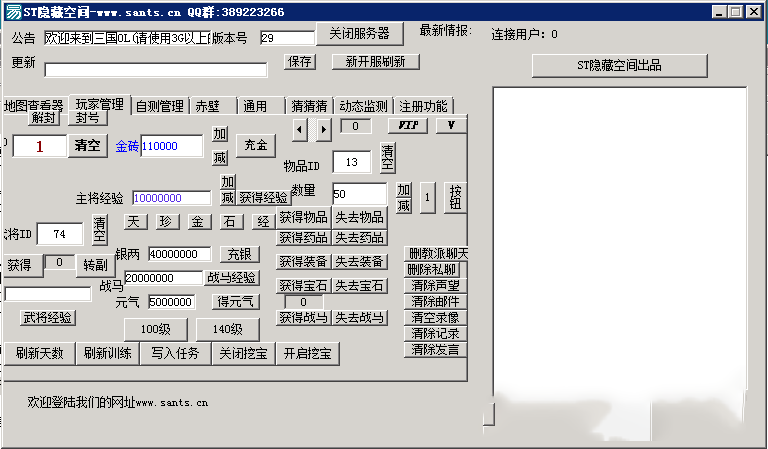 ST隐藏空间-www.sants.cn QQ群:389223266
公告 欢迎来到三国OL(请使用3G以上 版本号 29 关闭服务器 最新情报: 连接用户: 0
更新 保存 新开服刷新 ST隐藏空间出品
地图查看器 玩家管理 自测管理 赤壁 通用 猜猜猜 动态监测 注册功能
解封 封号
1 清空 金砖 110000 加 减 充金 0 VIP V
物品ID 13 清空
主将经验 10000000 加 减 获得经验 数量 50 加 减 1 按钮
武将ID 74 清空 天 珍 金 石 经 获得物品 失去物品
获得药品 失去药品
获得 0 转副 银两 40000000 充银 获得装备 失去装备 删教派聊天
战马 20000000 战马经验 删除私聊
获得宝石 失去宝石 清除声望
元气 5000000 得元气 0 清除邮件
武将经验 获得战马 失去战马 清空录像
100级 140级 清除记录
刷新天数 刷新训练 写入任务 关闭挖宝 开启挖宝 清除发言
欢迎登陆我们的网址www.sants.cn